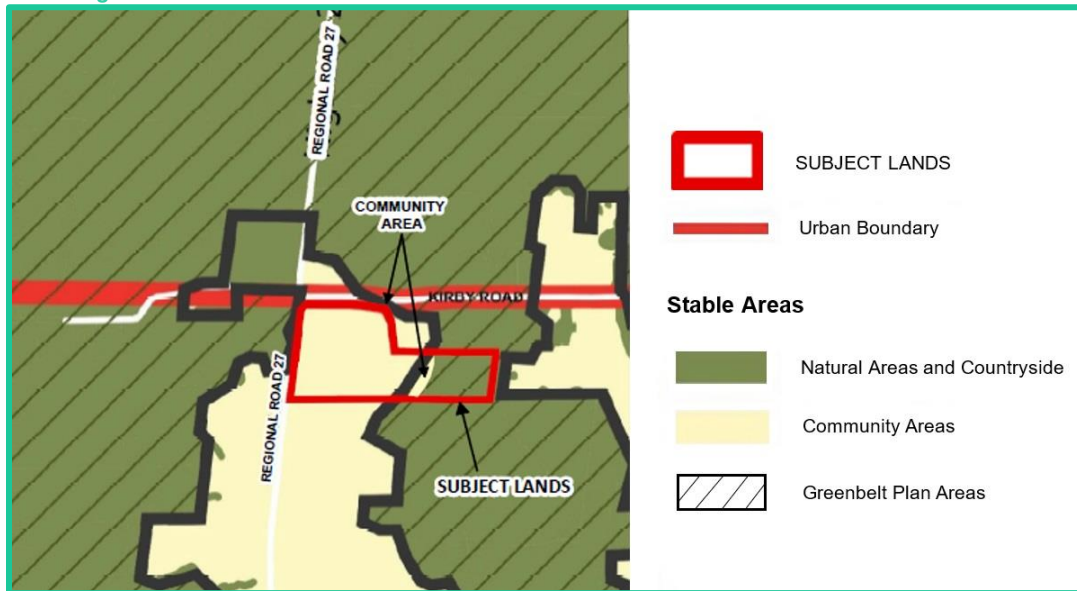 REGIONAL ROAD 27
COMMUNITY
AREA
KIRBY ROAD
REGIONAL ROAD 27
SUBJECT LANDS
SUBJECT LANDS
Urban Boundary
Stable Areas
Natural Areas and Countryside
Community Areas
Greenbelt Plan Areas